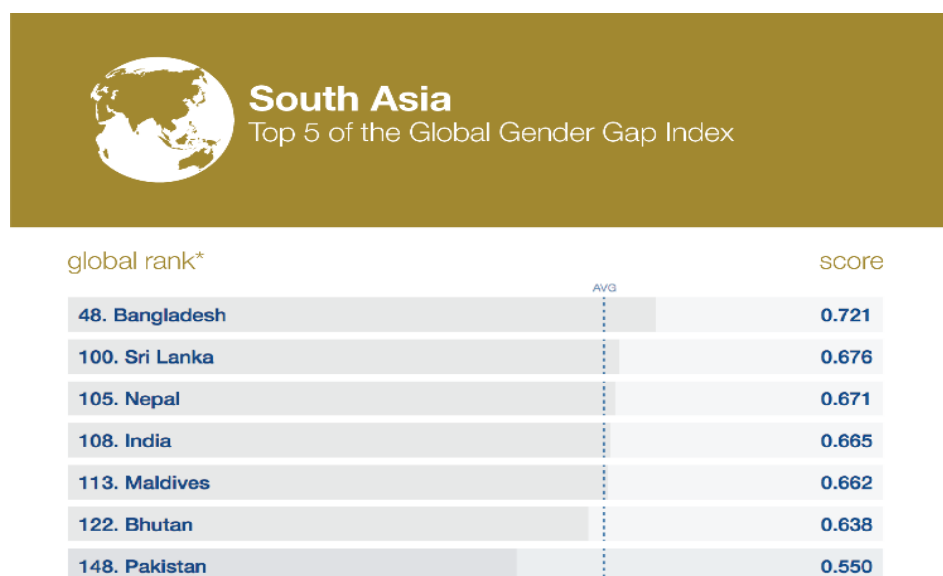 South Asia
Top 5 of the Global Gender Gap Index
global rank* score
AVG
48. Bangladesh 0.721
100. Sri Lanka 0.676
105. Nepal 0.671
108. India 0.665
113. Maldives 0.662
122. Bhutan 0.638
148. Pakistan 0.550